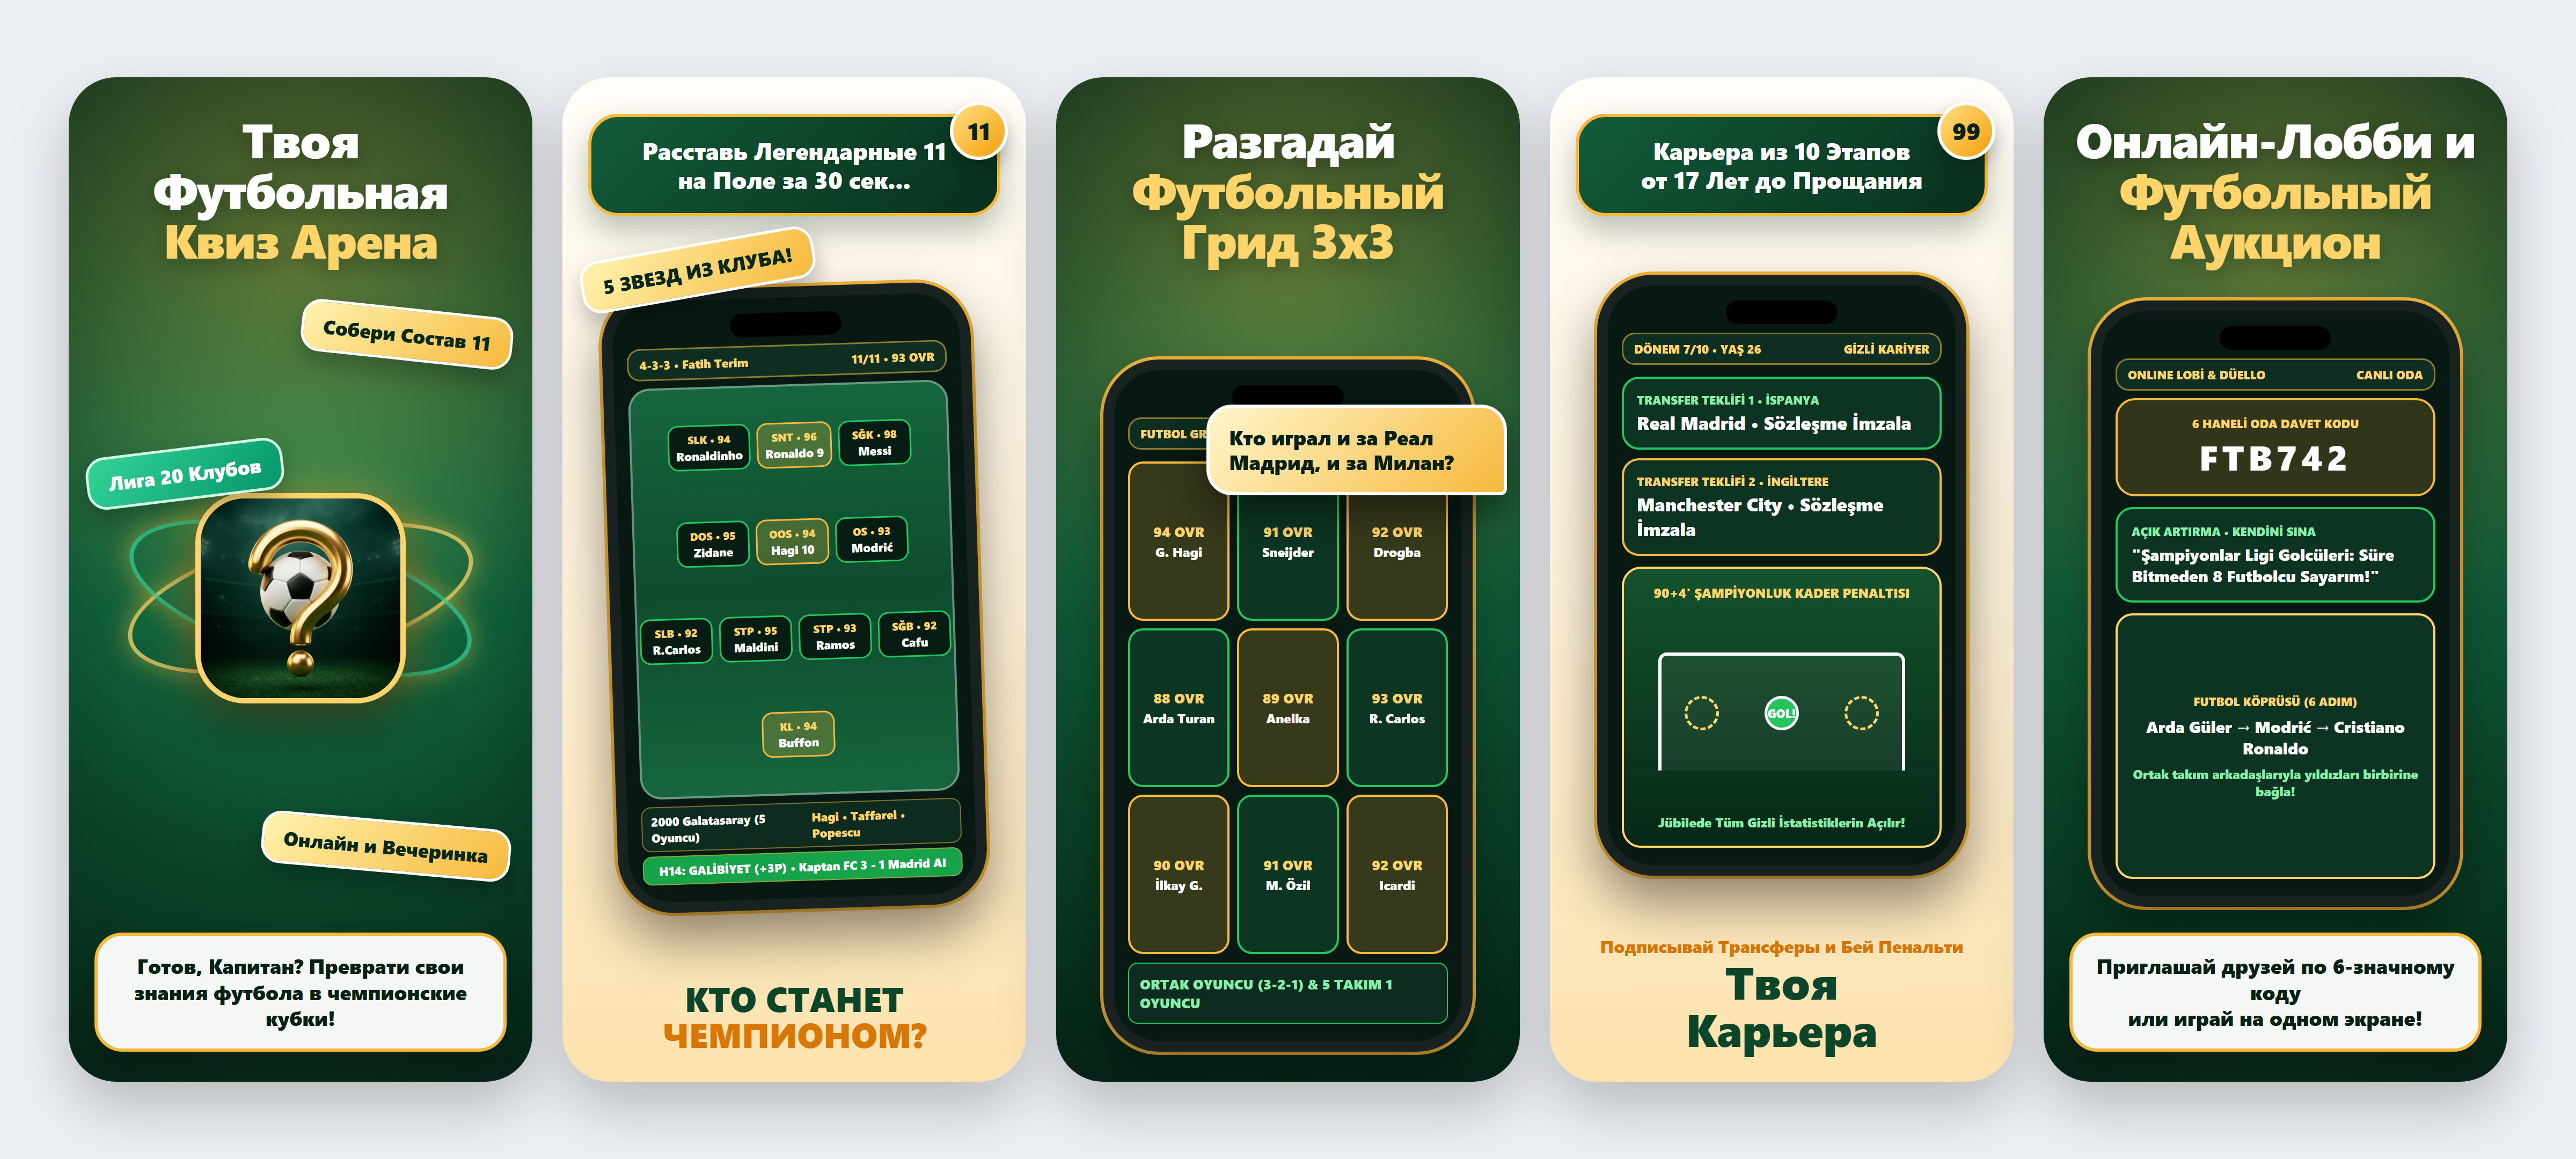 Твоя
Футбольная
Квиз Арена
Собери Состав 11
Лига 20 Клубов
Онлайн и Вечеринка
Готов, Капитан? Преврати свои
знания футбола в чемпионские
кубки!
11
Расставь Легендарные 11
на Поле за 30 сек...
5 ЗВЕЗД ИЗ КЛУБА!
4-3-3 • Fatih Terim
11/11 • 93 OVR
SLK • 94
Ronaldinho
SNT • 96
Ronaldo 9
SĞK • 98
Messi
DOS • 95
Zidane
OOS • 94
Hagi 10
OS • 93
Modrić
SLB • 92
R.Carlos
STP • 95
Maldini
STP • 93
Ramos
SĞB • 92
Cafu
KL • 94
Buffon
2000 Galatasaray (5
Oyuncu)
Hagi • Taffarel •
Popescu
H14: GALİBİYET (+3P) • Kaptan FC 3 - 1 Madrid AI
КТО СТАНЕТ
ЧЕМПИОНОМ?
Разгадай
Футбольный
Грид 3x3
FUTBOL GR
Кто играл и за Реал
Мадрид, и за Милан?
94 OVR
G. Hagi
91 OVR
Sneijder
92 OVR
Drogba
88 OVR
Arda Turan
89 OVR
Anelka
93 OVR
R. Carlos
90 OVR
İlkay G.
91 OVR
M. Özil
92 OVR
Icardi
ORTAK OYUNCU (3-2-1) & 5 TAKIM 1
OYUNCU
99
Карьера из 10 Этапов
от 17 Лет до Прощания
DÖNEM 7/10 • YAŞ 26
GİZLİ KARİYER
TRANSFER TEKLİFİ 1 • İSPANYA
Real Madrid • Sözleşme İmzala
TRANSFER TEKLİFİ 2 • İNGİLTERE
Manchester City • Sözleşme
İmzala
90+4' ŞAMPİYONLUK KADER PENALTISI
GOL!
Jübilede Tüm Gizli İstatistiklerin Açılır!
Подписывай Трансферы и Бей Пенальти
Твоя
Карьера
Онлайн-Лобби и
Футбольный
Аукцион
ONLINE LOBİ & DÜELLO
CANLI ODA
6 HANELİ ODA DAVET KODU
FTB742
AÇIK ARTIRMA • KENDİNİ SINA
"Şampiyonlar Ligi Golcüleri: Süre
Bitmeden 8 Futbolcu Sayarım!"
FUTBOL KÖPRÜSÜ (6 ADIM)
Arda Güler → Modrić → Cristiano
Ronaldo
Ortak takım arkadaşlarıyla yıldızları birbirine
bağla!
Приглашай друзей по 6-значному
коду
или играй на одном экране!